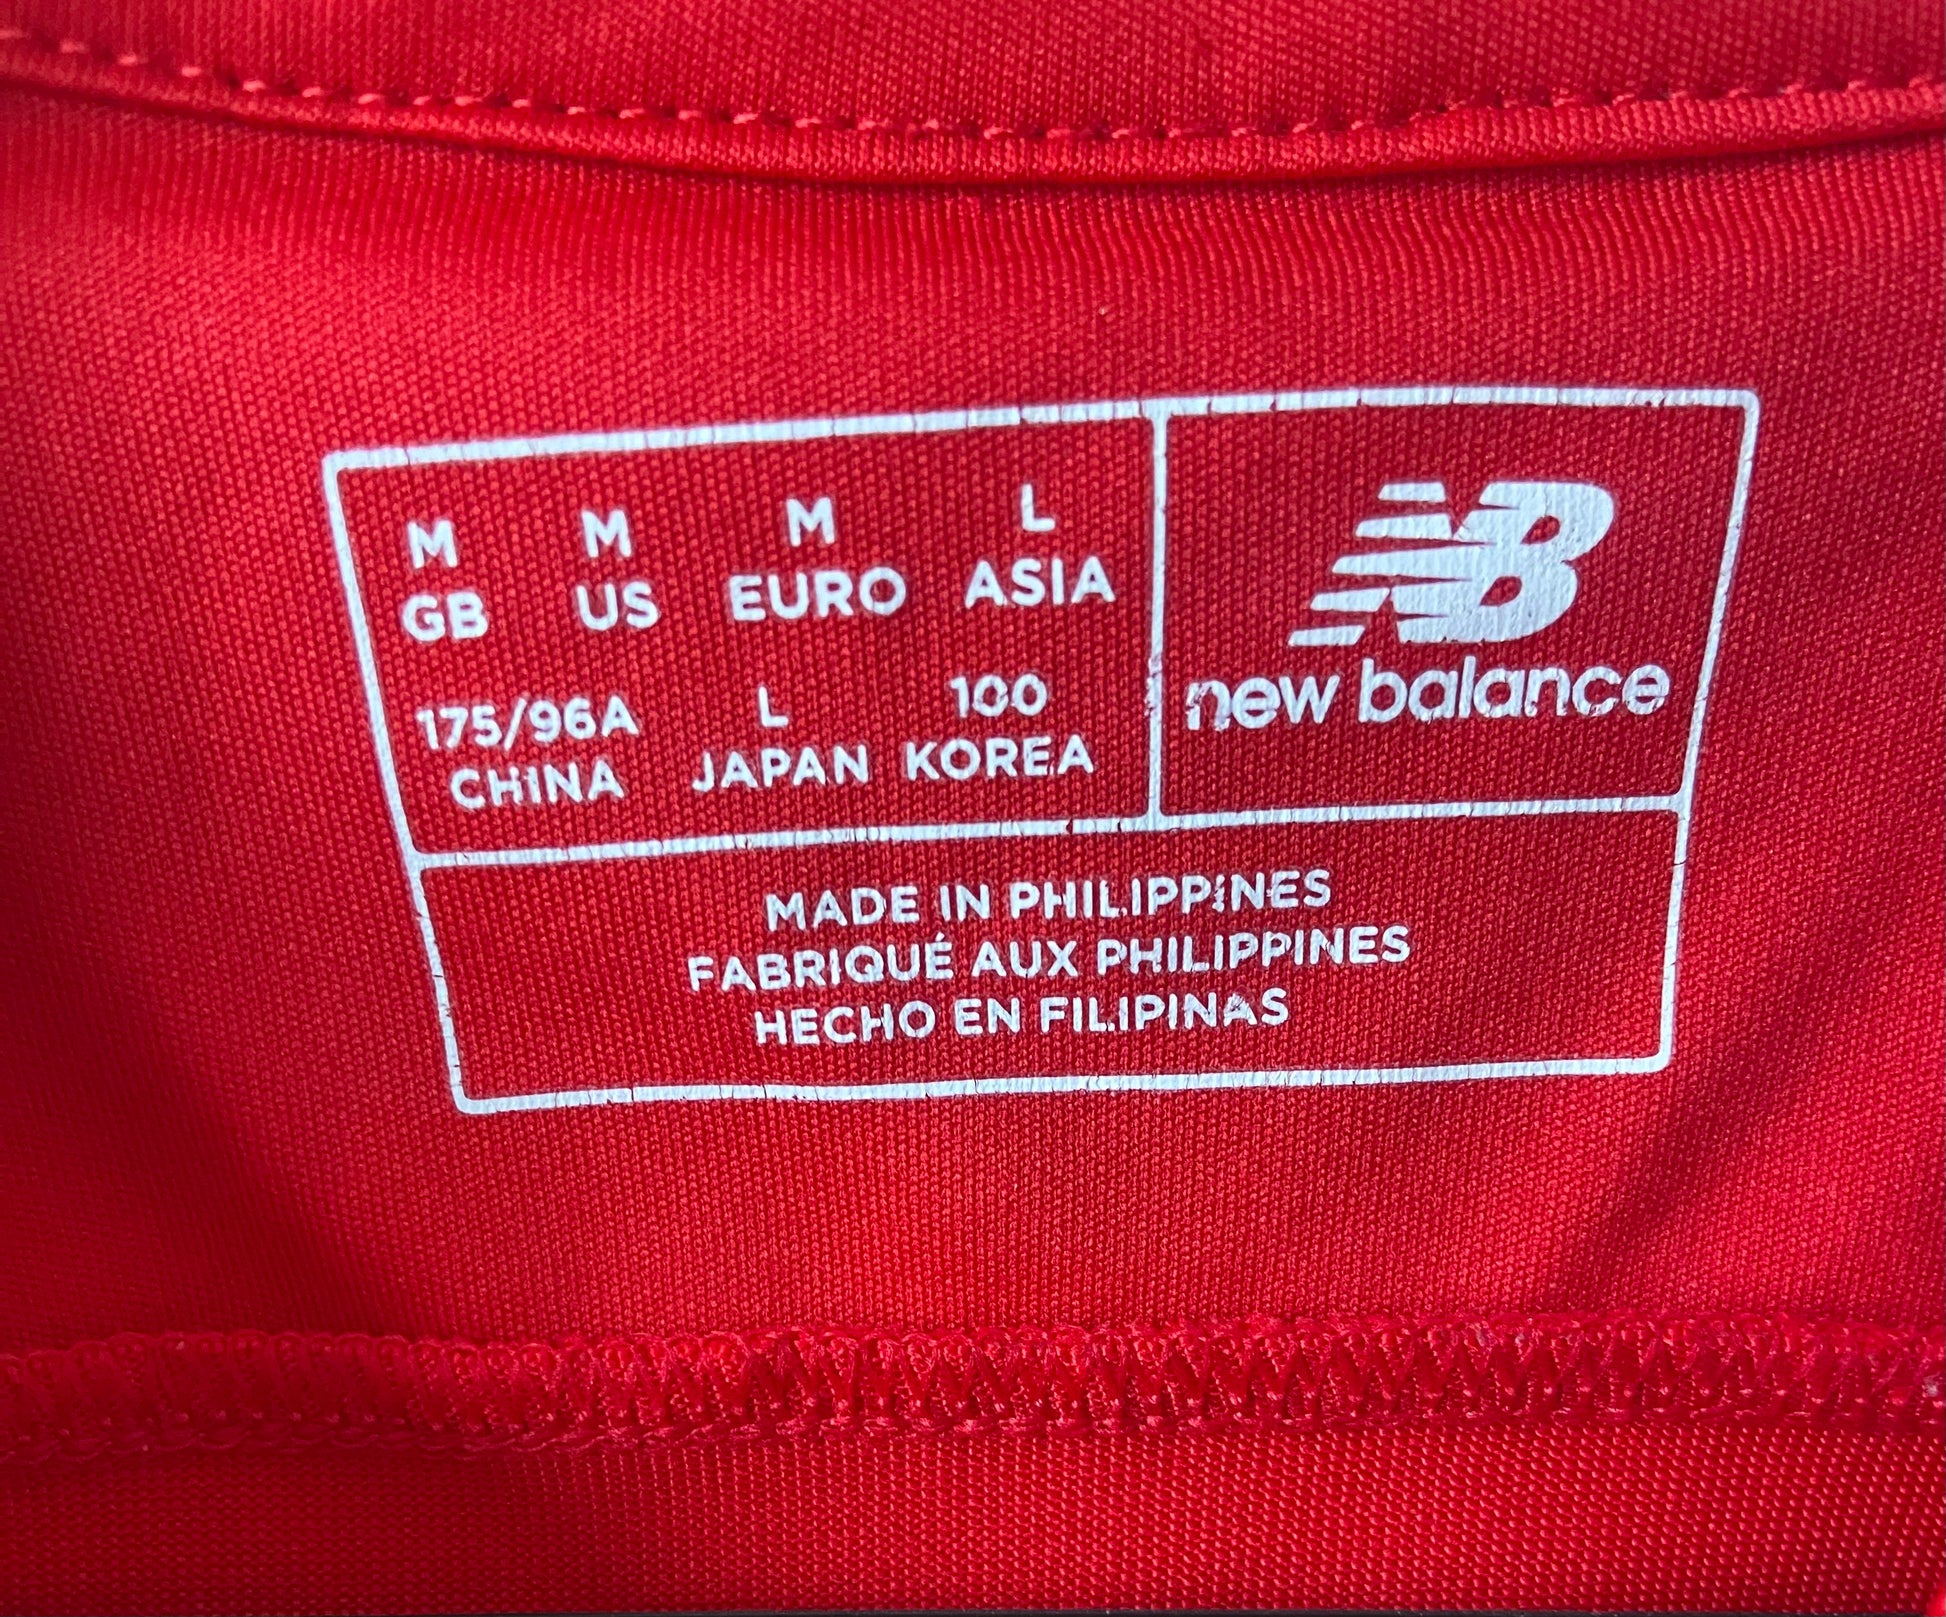 M M M L
GB US EURO ASIA
175/96A L 100
CHINA JAPAN KOREA
NB
new balance
MADE IN PHILIPPINES
FABRIQUÉ AUX PHILIPPINES
HECHO EN FILIPINAS